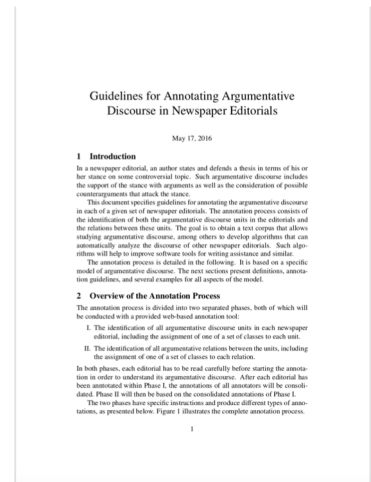 Guidelines for Annotating Argumentative
Discourse in Newspaper Editorials
May 17, 2016
1 Introduction
In a newspaper editorial, an author states and defends a thesis in terms of his or
her stance on some controversial topic. Such argumentative discourse includes
the support of the stance with arguments as well as the consideration of possible
counterarguments that attack the stance.
This document specifies guidelines for annotating the argumentative discourse
in each of a given set of newspaper editorials. The annotation process consists of
the identification of both the argumentative discourse units in the editorials and
the relations between these units. The goal is to obtain a text corpus that allows
studying argumentative discourse, among others to develop algorithms that can
automatically analyze the discourse of other newspaper editorials. Such algo-
rithms will help to improve software tools for writing assistance and similar.
The annotation process is detailed in the following. It is based on a specific
model of argumentative discourse. The next sections present definitions, annota-
tion guidelines, and several examples for all aspects of the model.
2 Overview of the Annotation Process
The annotation process is divided into two separated phases, both of which will
be conducted with a provided web-based annotation tool:
I. The identification of all argumentative discourse units in each newspaper
editorial, including the assignment of one of a set of classes to each unit.
II. The identification of all argumentative relations between the units, including
the assignment of one of a set of classes to each relation.
In both phases, each editorial has to be read carefully before starting the annota-
tion in order to understand its argumentative discourse. After each editorial has
been anntotated within Phase I, the annotations of all annotators will be consoli-
dated. Phase II will then be based on the consolidated annotations of Phase I.
The two phases have specific instructions and produce different types of anno-
tations, as presented below. Figure 1 illustrates the complete annotation process.
1